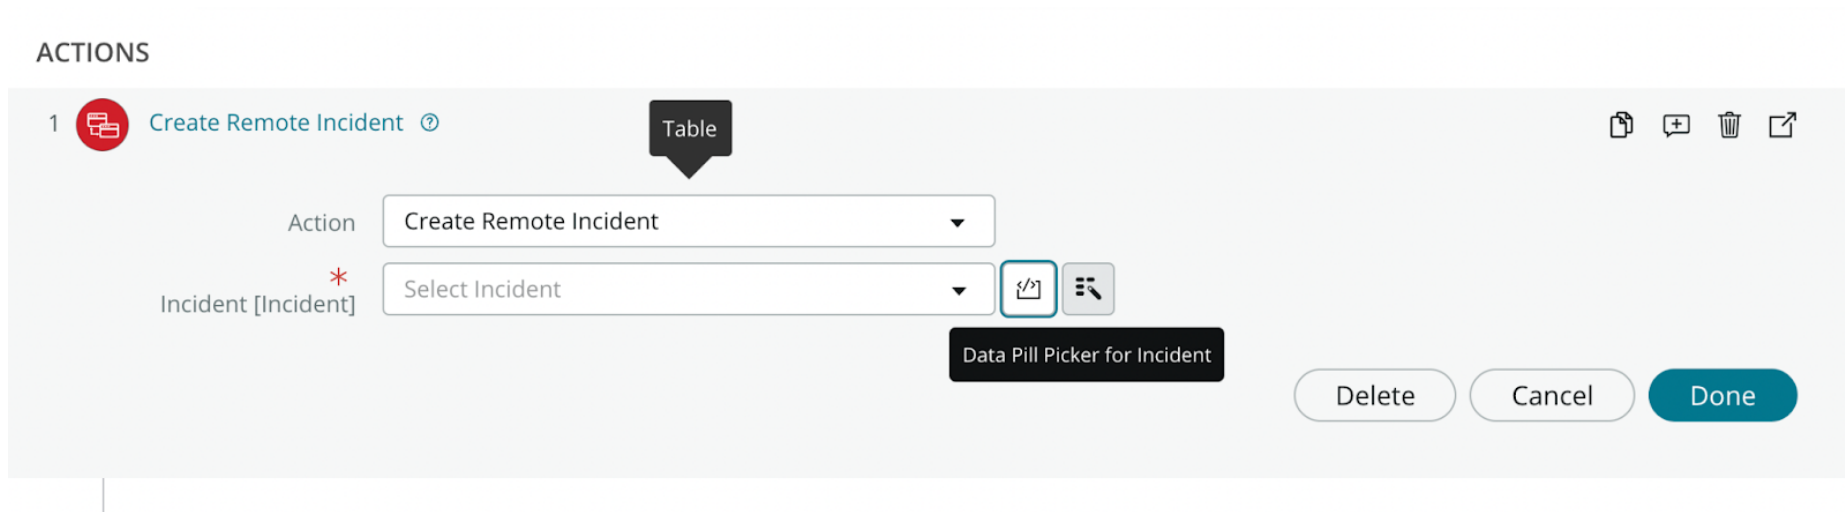 ACTIONS
1 Create Remote Incident ?
Table
Action Create Remote Incident
* Incident [Incident] Select Incident
Data Pill Picker for Incident
Delete Cancel Done